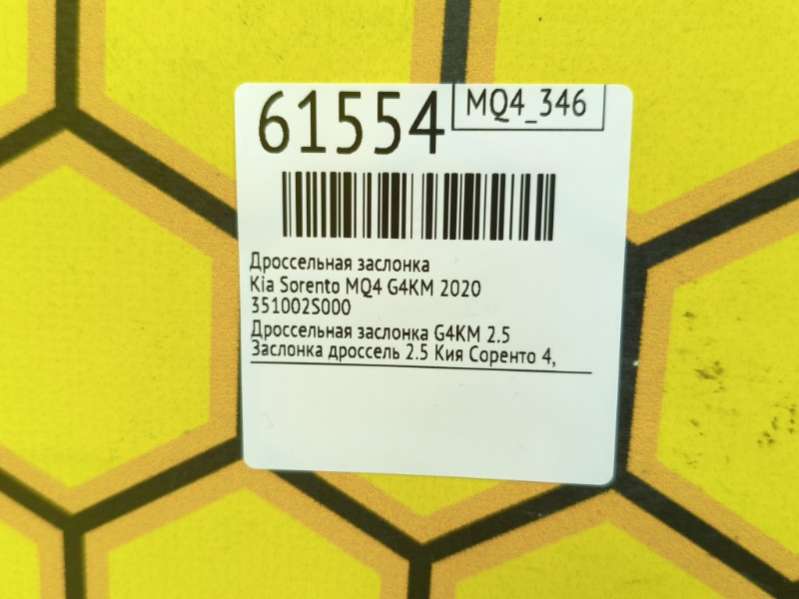 61554
MQ4_346
Дроссельная заслонка
Kia Sorento MQ4 G4KM 2020
351002S000
Дроссельная заслонка G4KM 2.5
Заслонка дроссель 2.5 Кия Соренто 4,